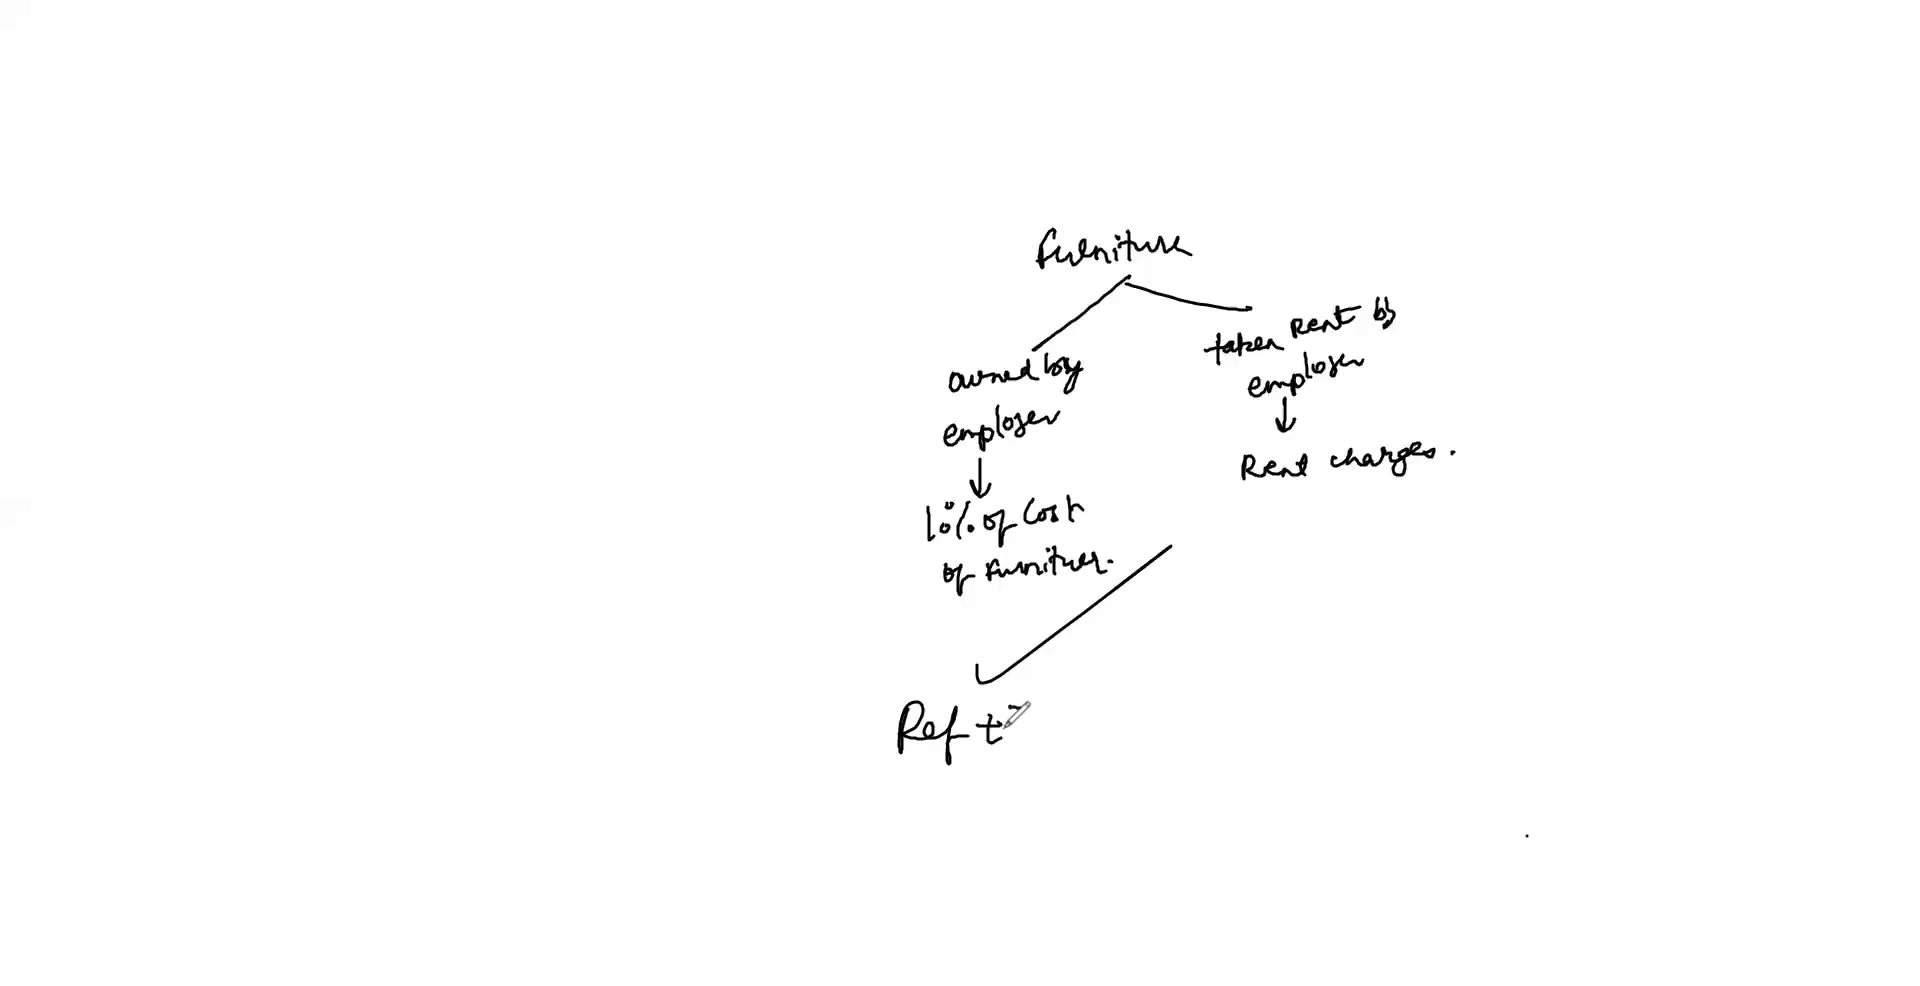 Furniture
owned by
employer
10% of Cost
of Furniture.
taken Rent by
employer
Rent charges.
Ref